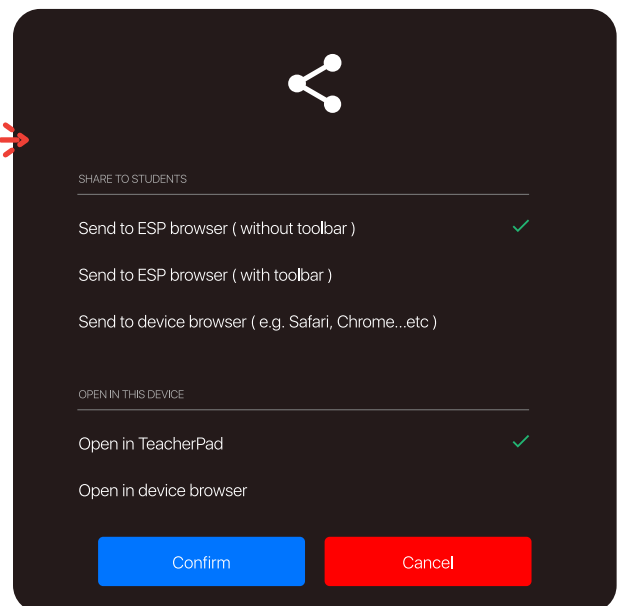 SHARE TO STUDENTS
Send to ESP browser ( without toolbar )
Send to ESP browser ( with toolbar )
Send to device browser ( e.g. Safari, Chrome...etc )
OPEN IN THIS DEVICE
Open in TeacherPad
Open in device browser
Confirm
Cancel